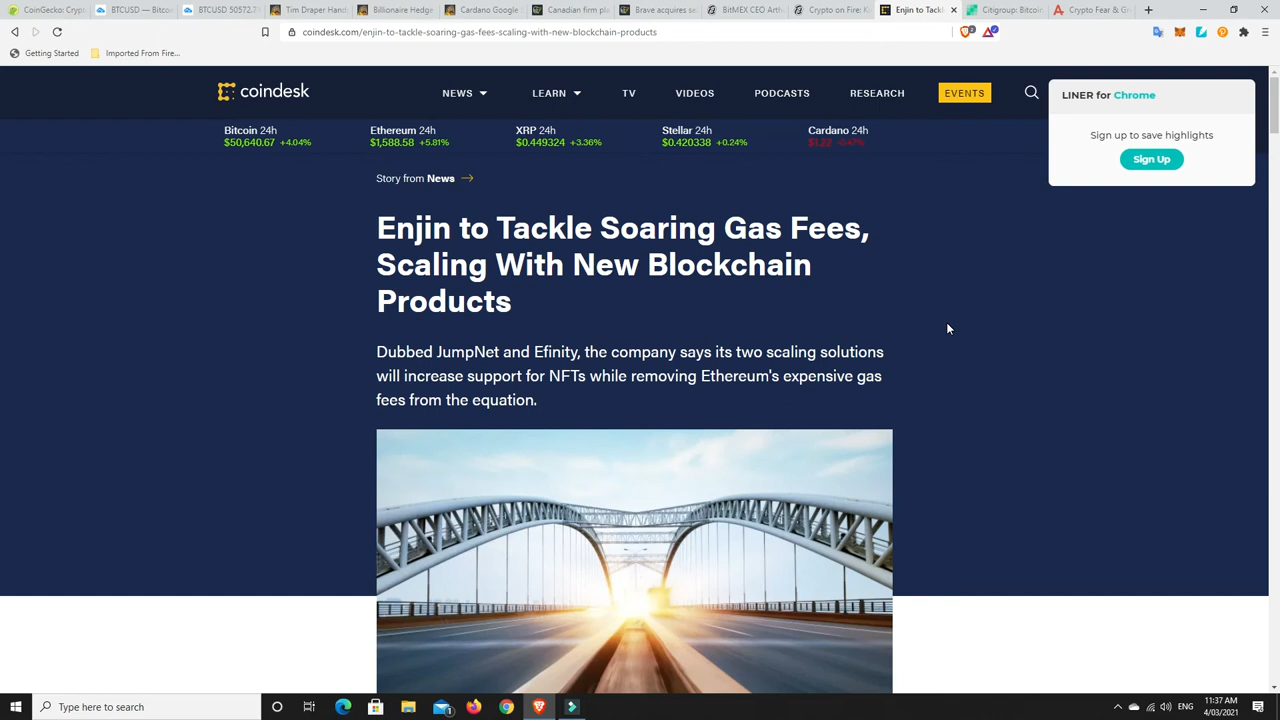 CoinGecko: Cryp
BTCUSD — Bitcoi
BTCUSD 50572.7
Tim Draper Hand
Billionaire Hedge
Cardano Google
Canadian firm pl
Brave acquires se
BitMEX CEO Arth
Crypto on Fire: K
Enjin to Tackl
Citigroup: Bitcoin
Crypto Fear & Gr
coindesk.com/enjin-to-tackle-soaring-gas-fees-scaling-with-new-blockchain-products
Getting Started
Imported From Fire...
coindesk
NEWS
LEARN
TV
VIDEOS
PODCASTS
RESEARCH
EVENTS
LINER for Chrome
Sign up to save highlights
Sign Up
Bitcoin 24h
$50,640.67 +4.04%
Ethereum 24h
$1,588.58 +5.81%
XRP 24h
$0.449324 +3.36%
Stellar 24h
$0.420338 +0.24%
Cardano 24h
$1.22 -0.47%
Story from News
Enjin to Tackle Soaring Gas Fees,
Scaling With New Blockchain
Products
Dubbed JumpNet and Efinity, the company says its two scaling solutions
will increase support for NFTs while removing Ethereum's expensive gas
fees from the equation.
Type here to search
ENG
11:37 AM
4/03/2021